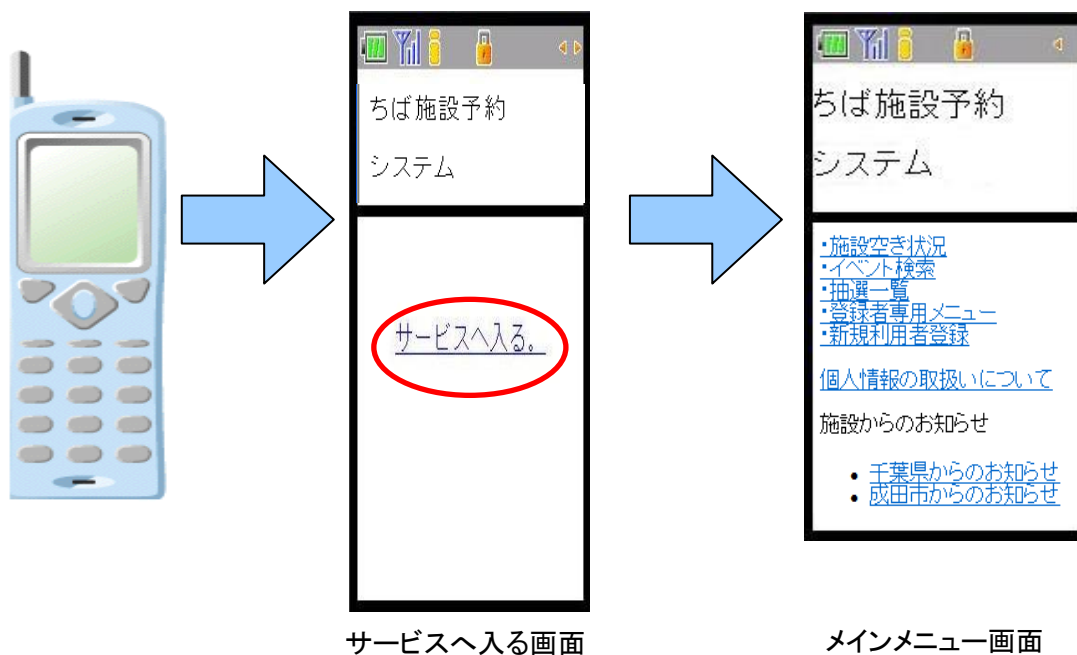 ちば施設予約
システム
サービスへ入る。
サービスへ入る画面
ちば施設予約
システム
・施設空き状況
・イベント検索
・抽選一覧
・登録者専用メニュー
・新規利用者登録
個人情報の取扱いについて
施設からのお知らせ
• 千葉県からのお知らせ
• 成田市からのお知らせ
メインメニュー画面